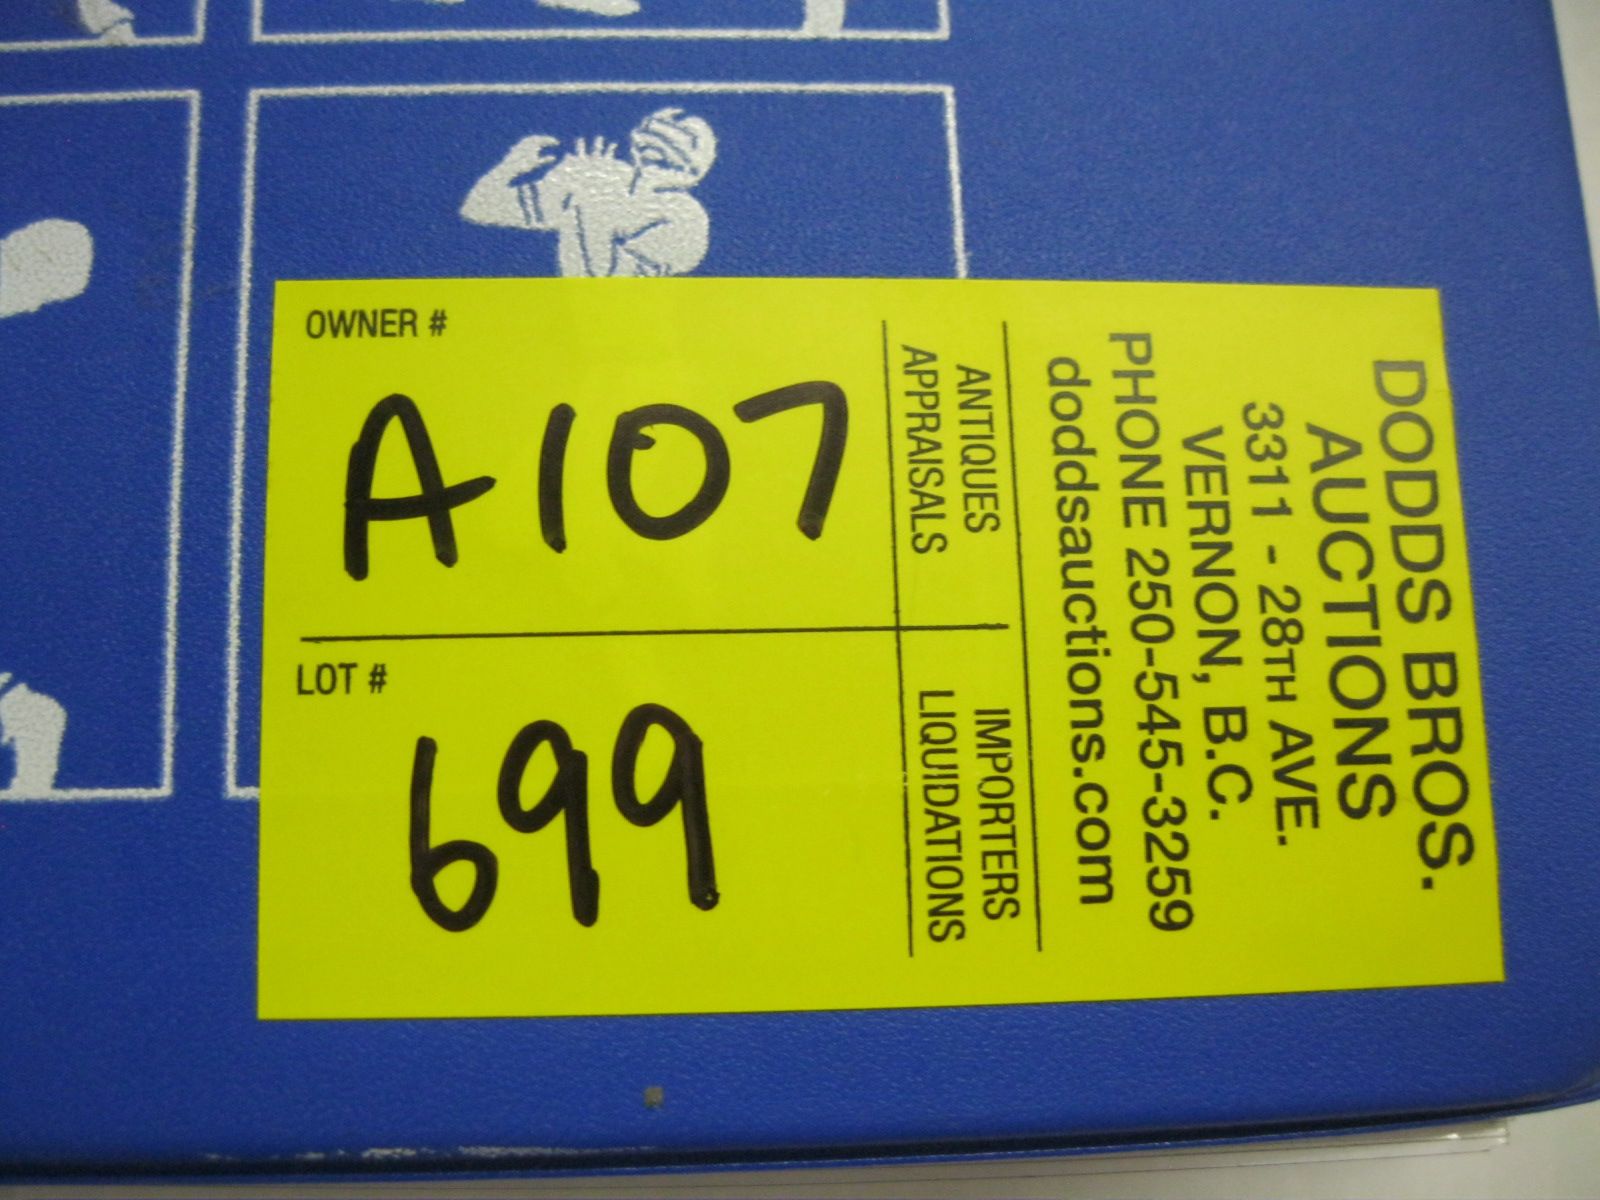 OWNER #
A107
LOT #
699
ANTIQUES
APPRAISALS
IMPORTERS
LIQUIDATIONS
DODDS BROS.
AUCTIONS
3311 - 28TH AVE.
VERNON, B.C.
PHONE 250-545-3259
doddsauctions.com